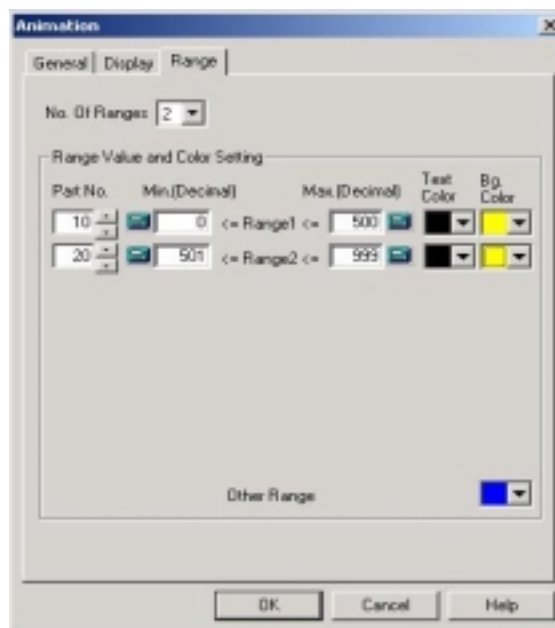 Animation
General Display Range
No. Of Ranges 2
Range Value and Color Setting
Part No. Min.(Decimal) Max.(Decimal) Text Color Bg. Color
10 0 <= Range1 <= 500
20 501 <= Range2 <= 999
Other Range
OK Cancel Help